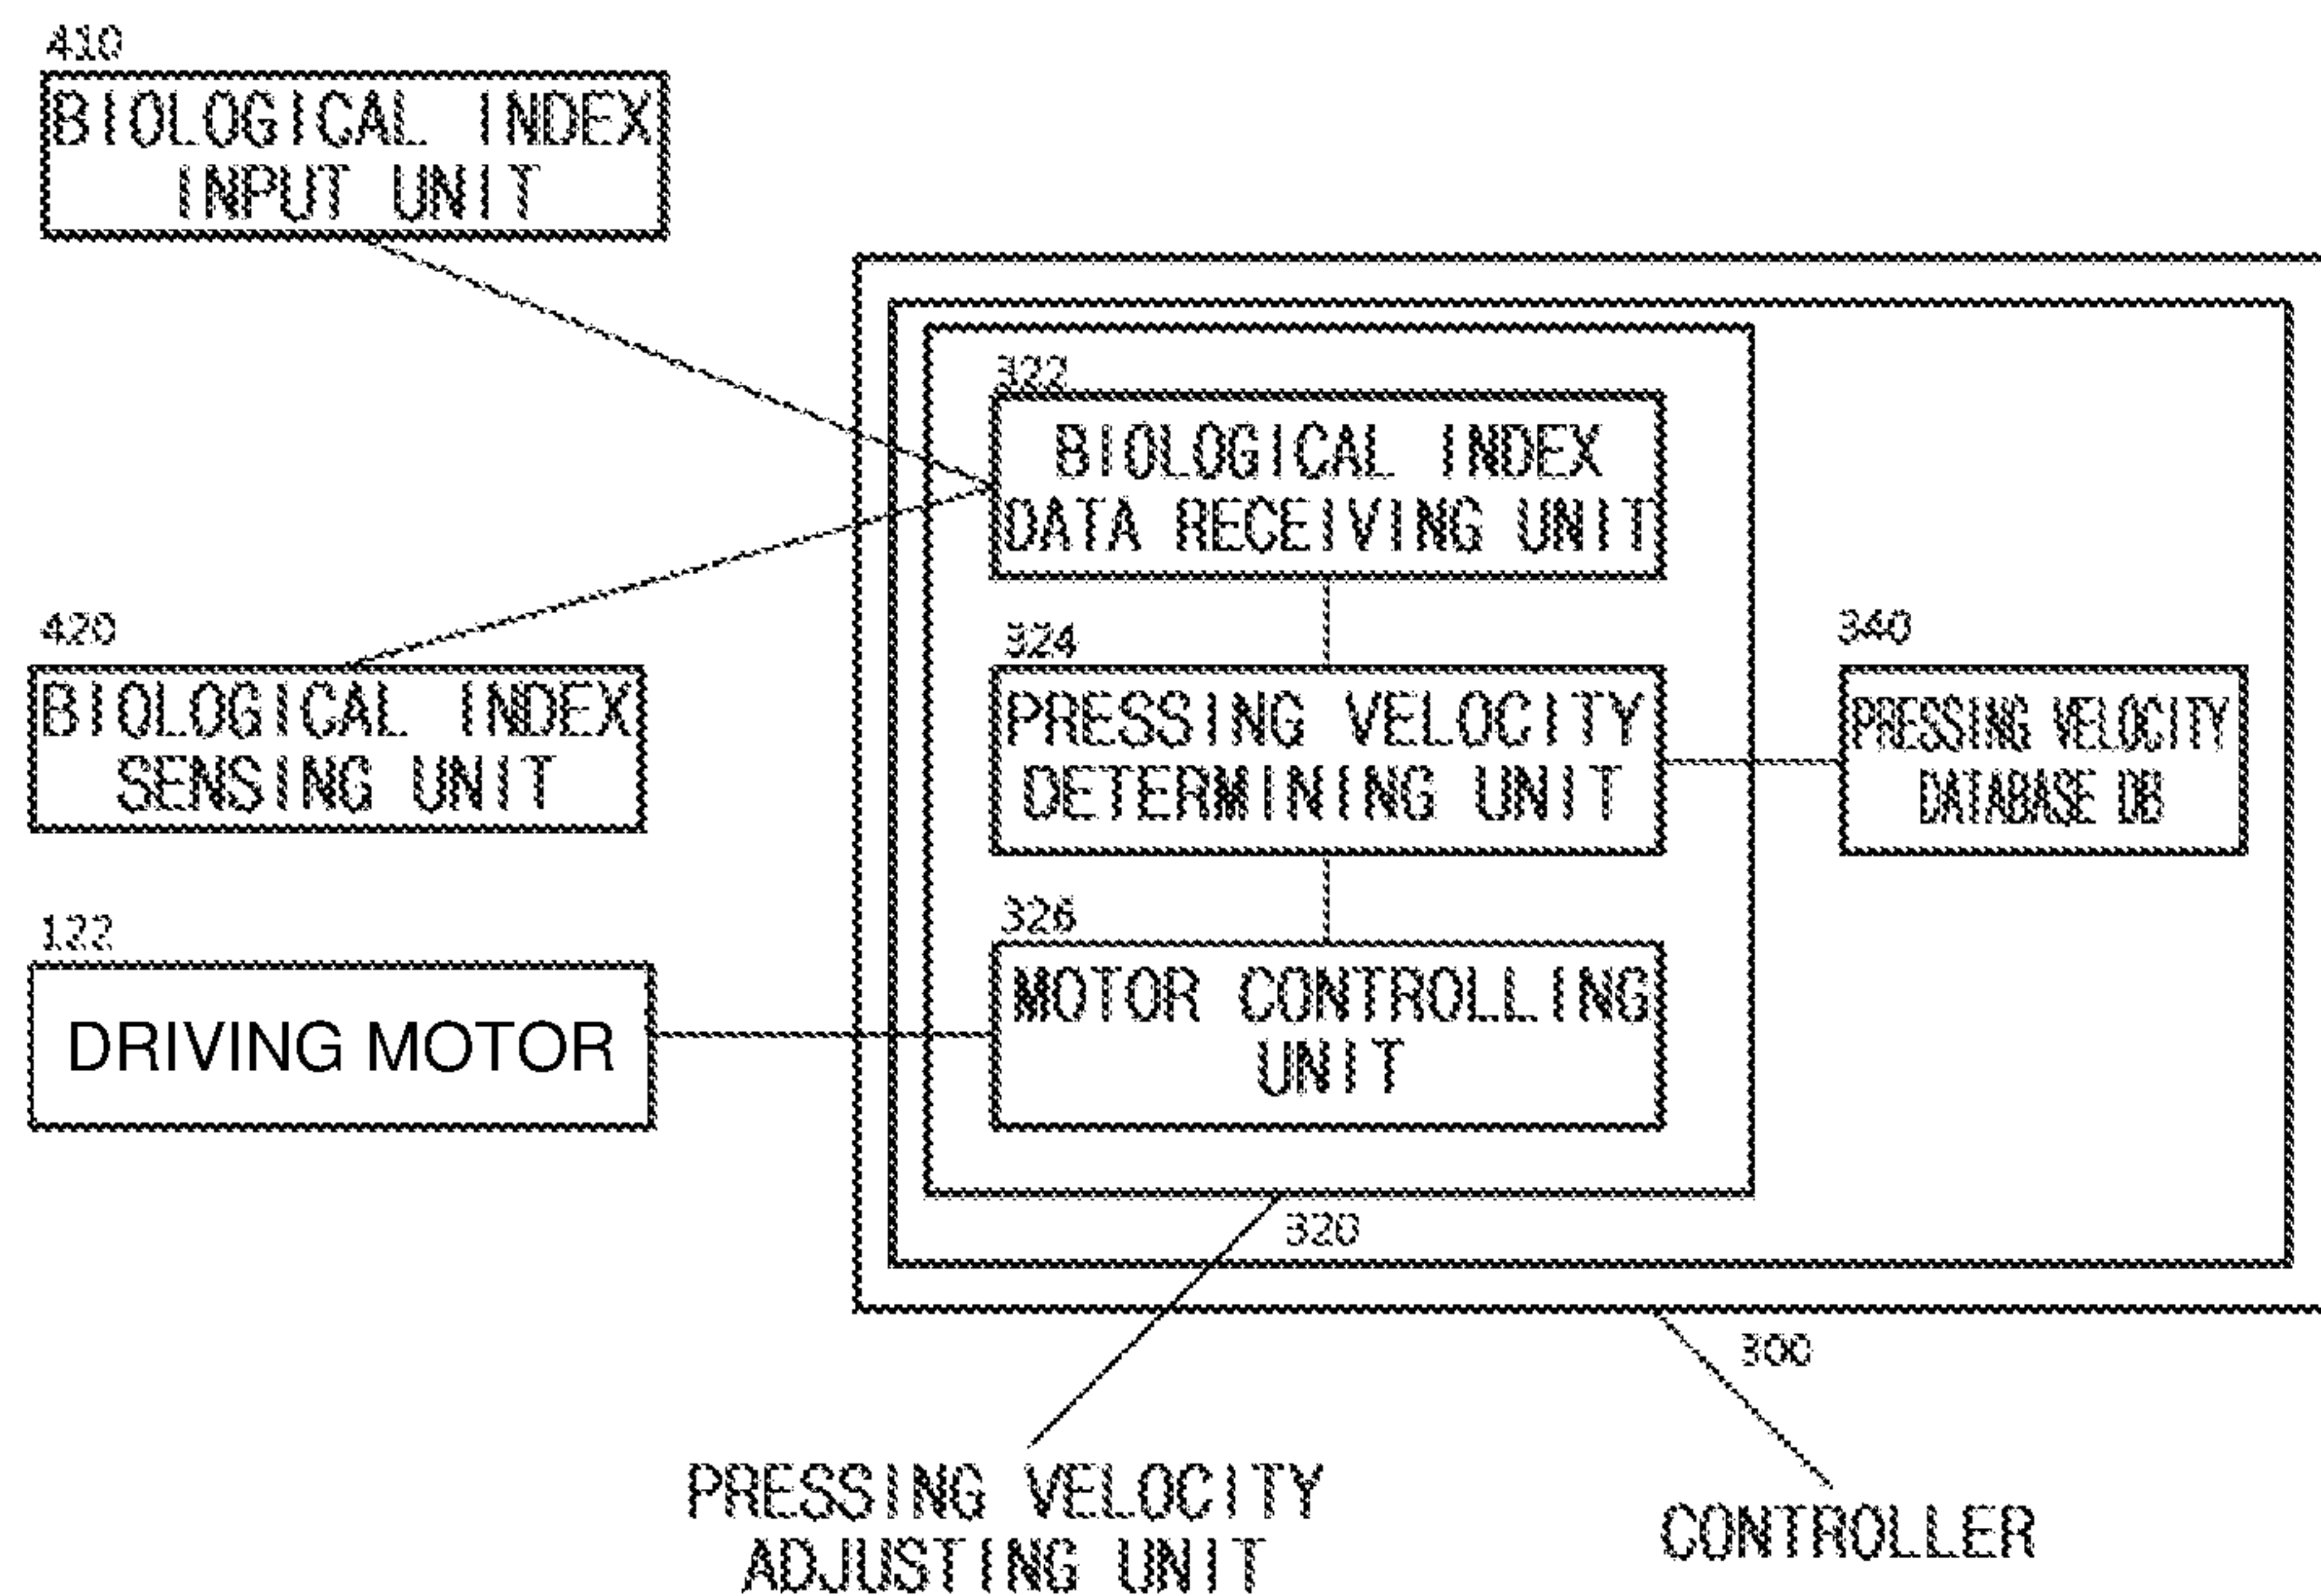 410
BIOLOGICAL INDEX
INPUT UNIT
322
BIOLOGICAL INDEX
DATA RECEIVING UNIT
420
BIOLOGICAL INDEX
SENSING UNIT
324
PRESSING VELOCITY
DETERMINING UNIT
340
PRESSING VELOCITY
DATABASE DB
122
DRIVING MOTOR
326
MOTOR CONTROLLING
UNIT
320
300
PRESSING VELOCITY
ADJUSTING UNIT
CONTROLLER